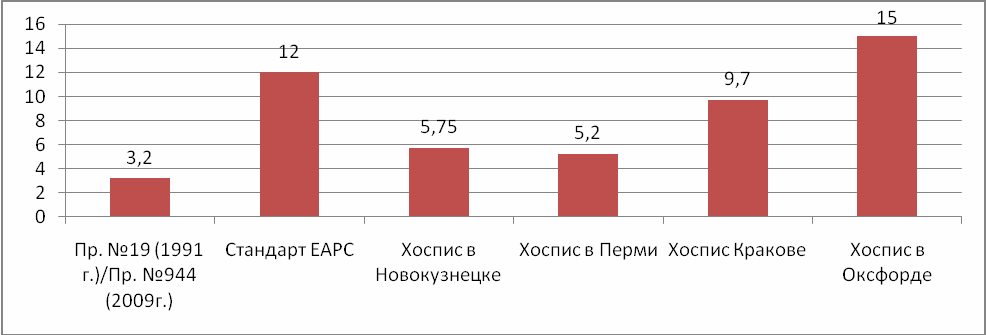 16
14
12
10
8
6
4
2
0
3,2
12
5,75
5,2
9,7
15
Пр. №19 (1991
г.)/Пр. №944
(2009г.)
Стандарт ЕАРС
Хоспис в
Новокузнецке
Хоспис в Перми
Хоспис Кракове
Хоспис в
Оксфорде